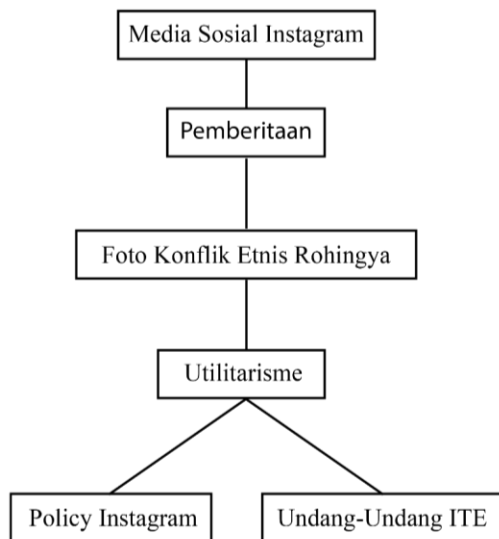 Media Sosial Instagram
Pemberitaan
Foto Konflik Etnis Rohingya
Utilitarisme
Policy Instagram
Undang-Undang ITE